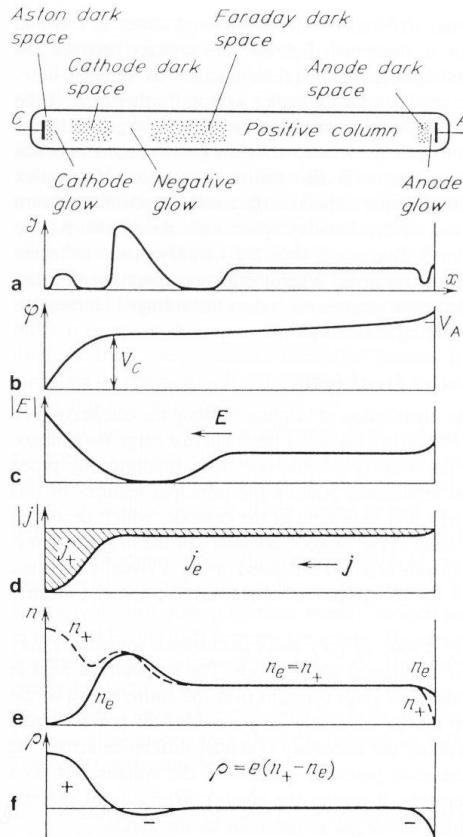 Aston dark space
Cathode dark space
Faraday dark space
Anode dark space
C
Positive column
A
Cathode glow
Negative glow
Anode glow
J
x
a
φ
V_C
V_A
b
|E|
E
c
|j|
j_+
j_e
j
d
n
n_+
n_e
n_e=n_+
n_e
n_+
e
ρ
+
ρ=e(n_+-n_e)
−
−
f